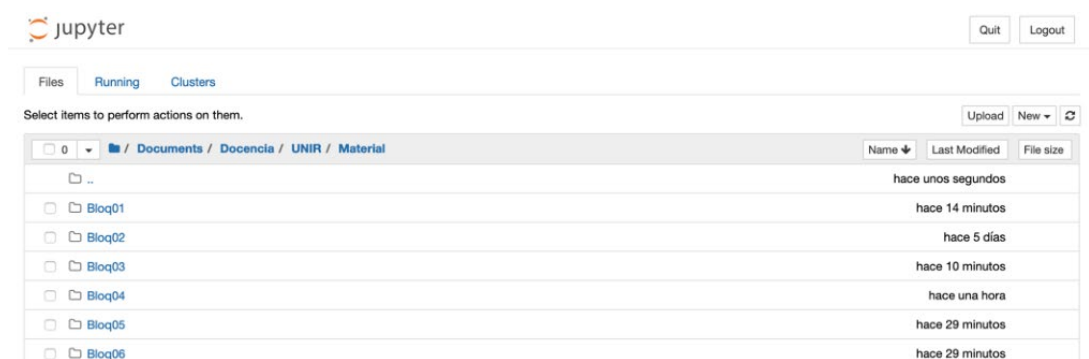 jupyter
Quit Logout
Files Running Clusters
Select items to perform actions on them.
Upload New
0 / Documents / Docencia / UNIR / Material Name Last Modified File size
.. hace unos segundos
Bloq01 hace 14 minutos
Bloq02 hace 5 días
Bloq03 hace 10 minutos
Bloq04 hace una hora
Bloq05 hace 29 minutos
Bloq06 hace 29 minutos